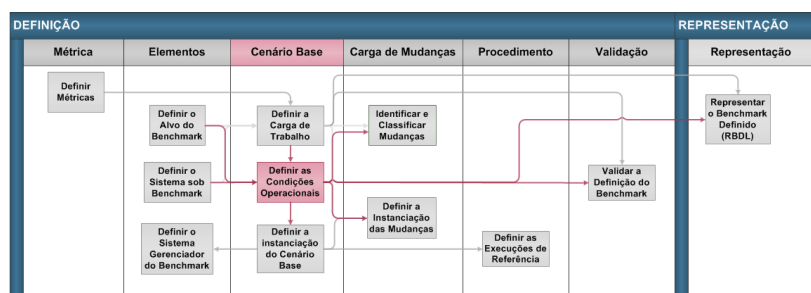 DEFINIÇÃO
REPRESENTAÇÃO
Métrica
Elementos
Cenário Base
Carga de Mudanças
Procedimento
Validação
Representação
Definir
Métricas
Definir o
Alvo do
Benchmark
Definir a
Carga de
Trabalho
Identificar e
Classificar
Mudanças
Representar
o Benchmark
Definido
(RBDL)
Definir o
Sistema sob
Benchmark
Definir as
Condições
Operacionais
Validar a
Definição do
Benchmark
Definir o
Sistema
Gerenciador
do Benchmark
Definir a
instanciação
do Cenário
Base
Definir a
Instanciação
das Mudanças
Definir as
Execuções de
Referência